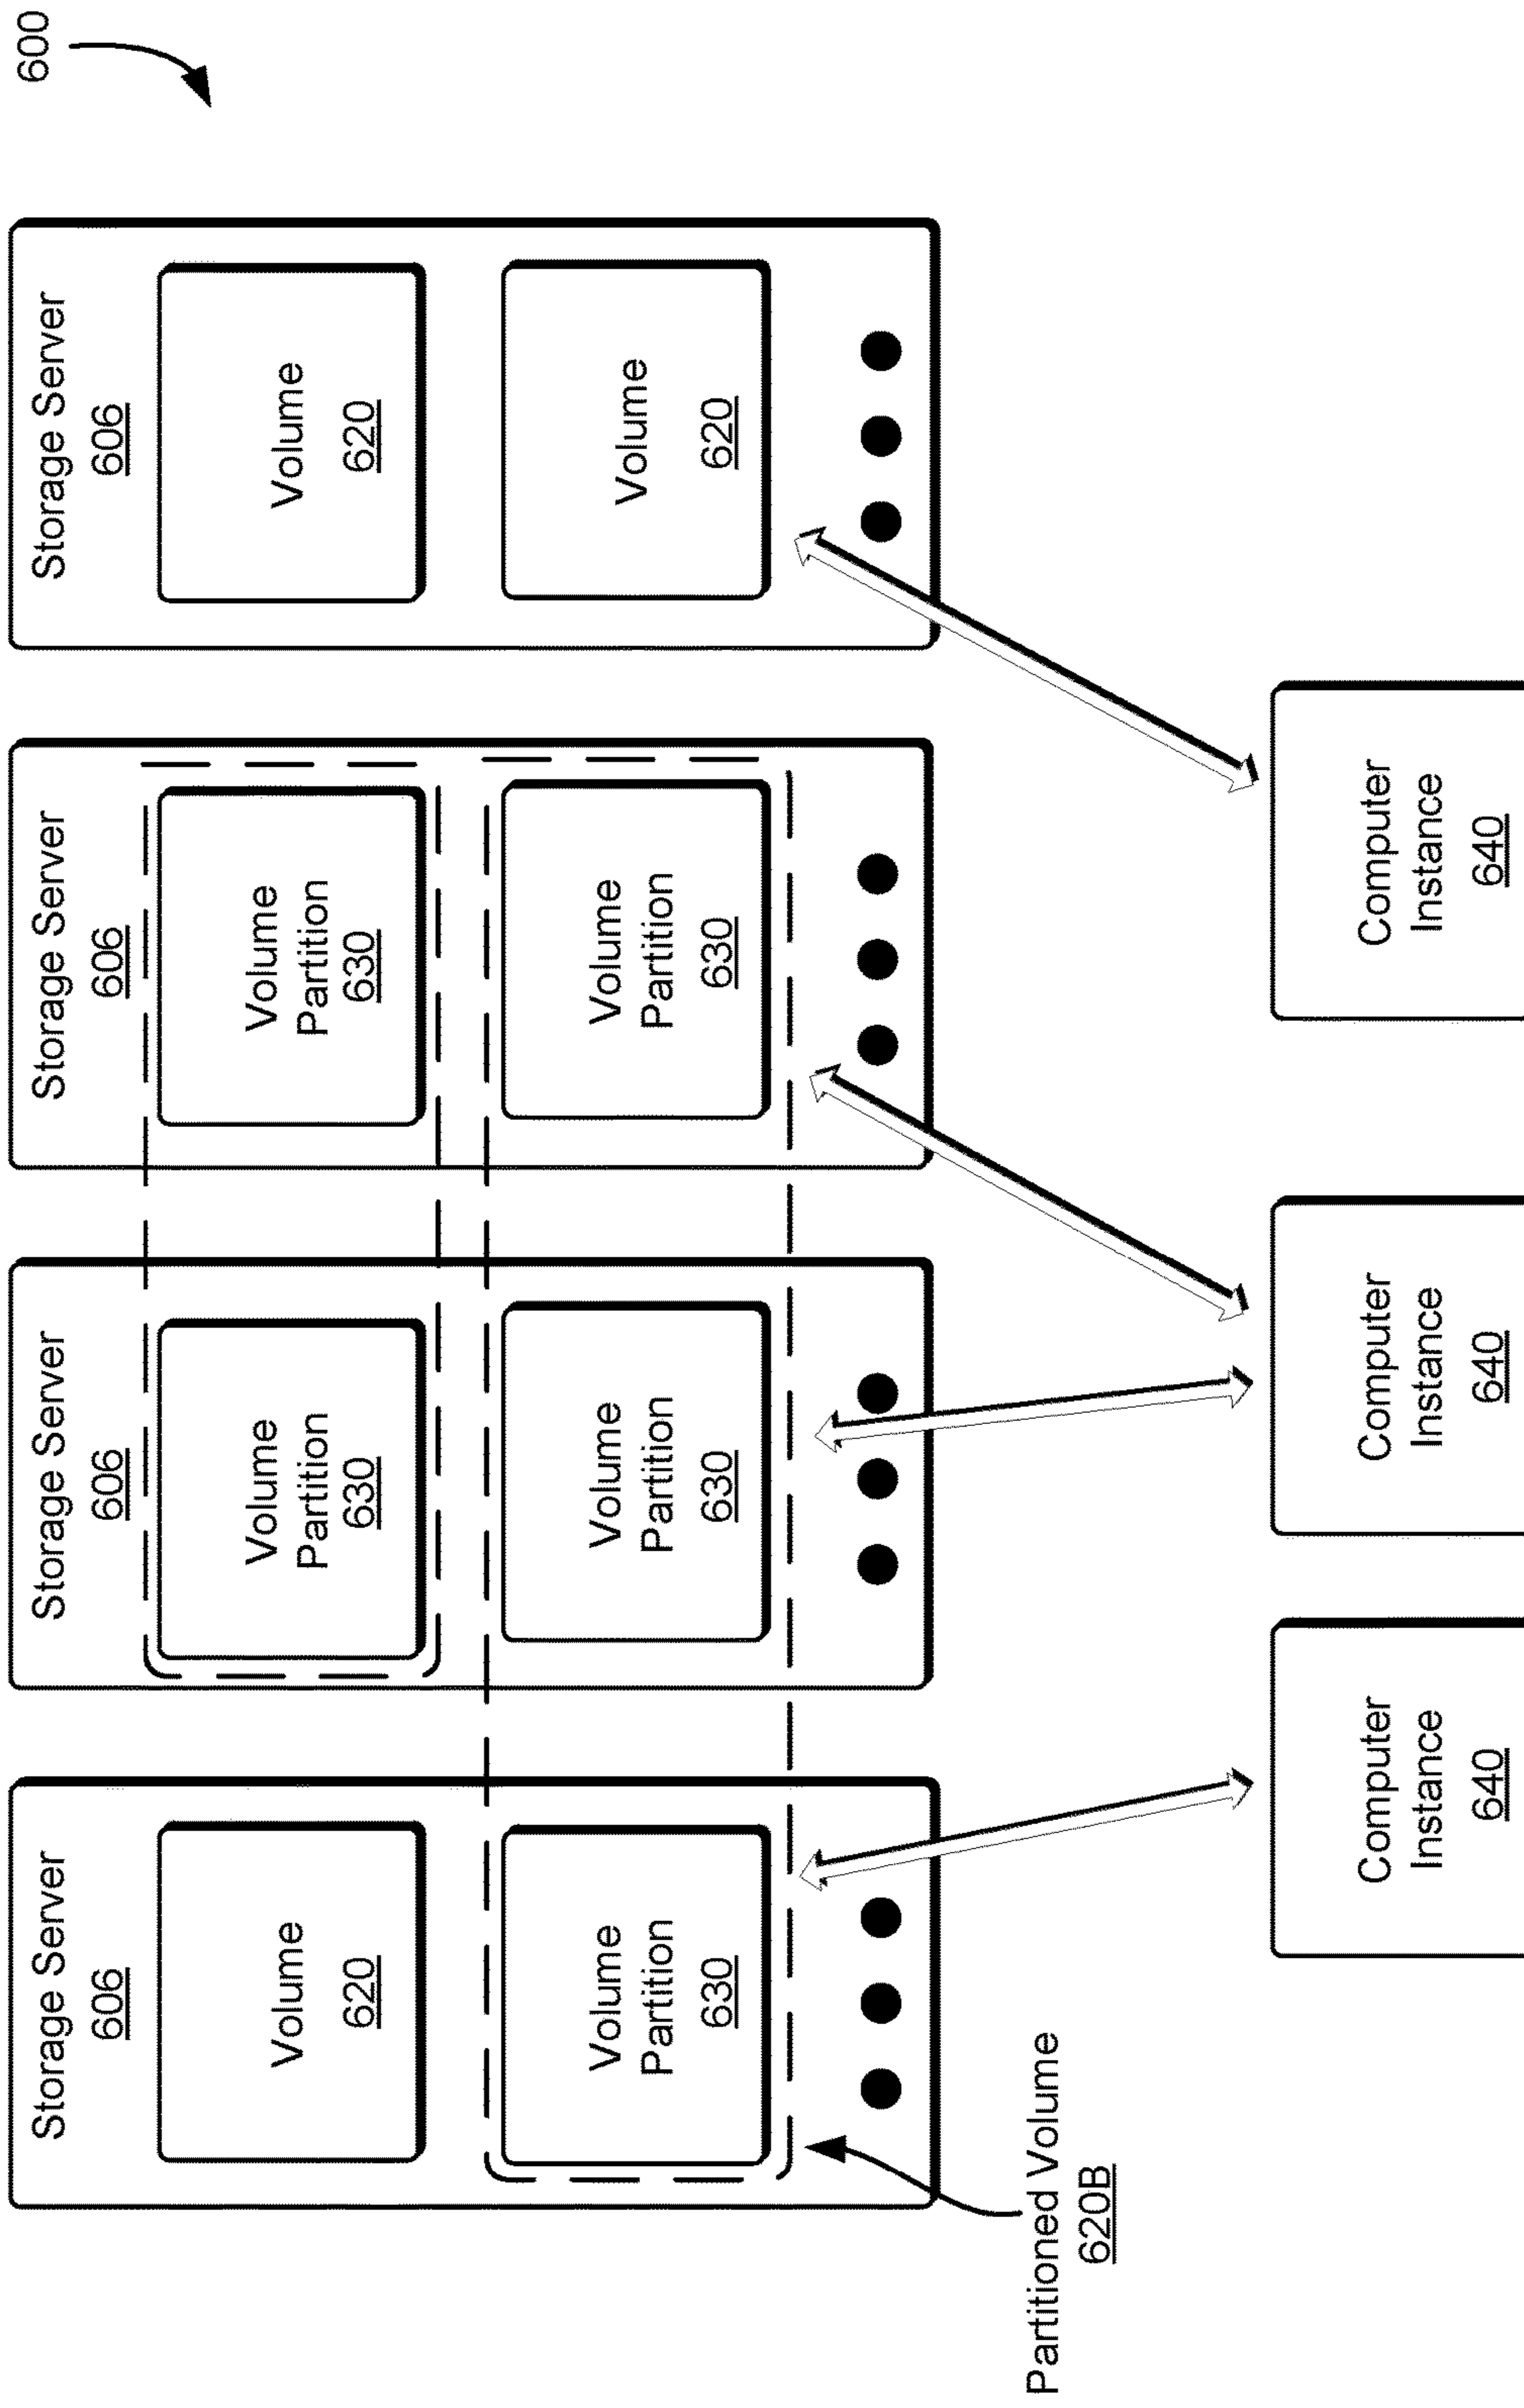 600
Storage Server
606
Volume
620
Volume
Partition
630
Storage Server
606
Volume
Partition
630
Volume
Partition
630
Storage Server
606
Volume
Partition
630
Volume
Partition
630
Storage Server
606
Volume
620
Volume
620
Partitioned Volume
620B
Computer
Instance
640
Computer
Instance
640
Computer
Instance
640